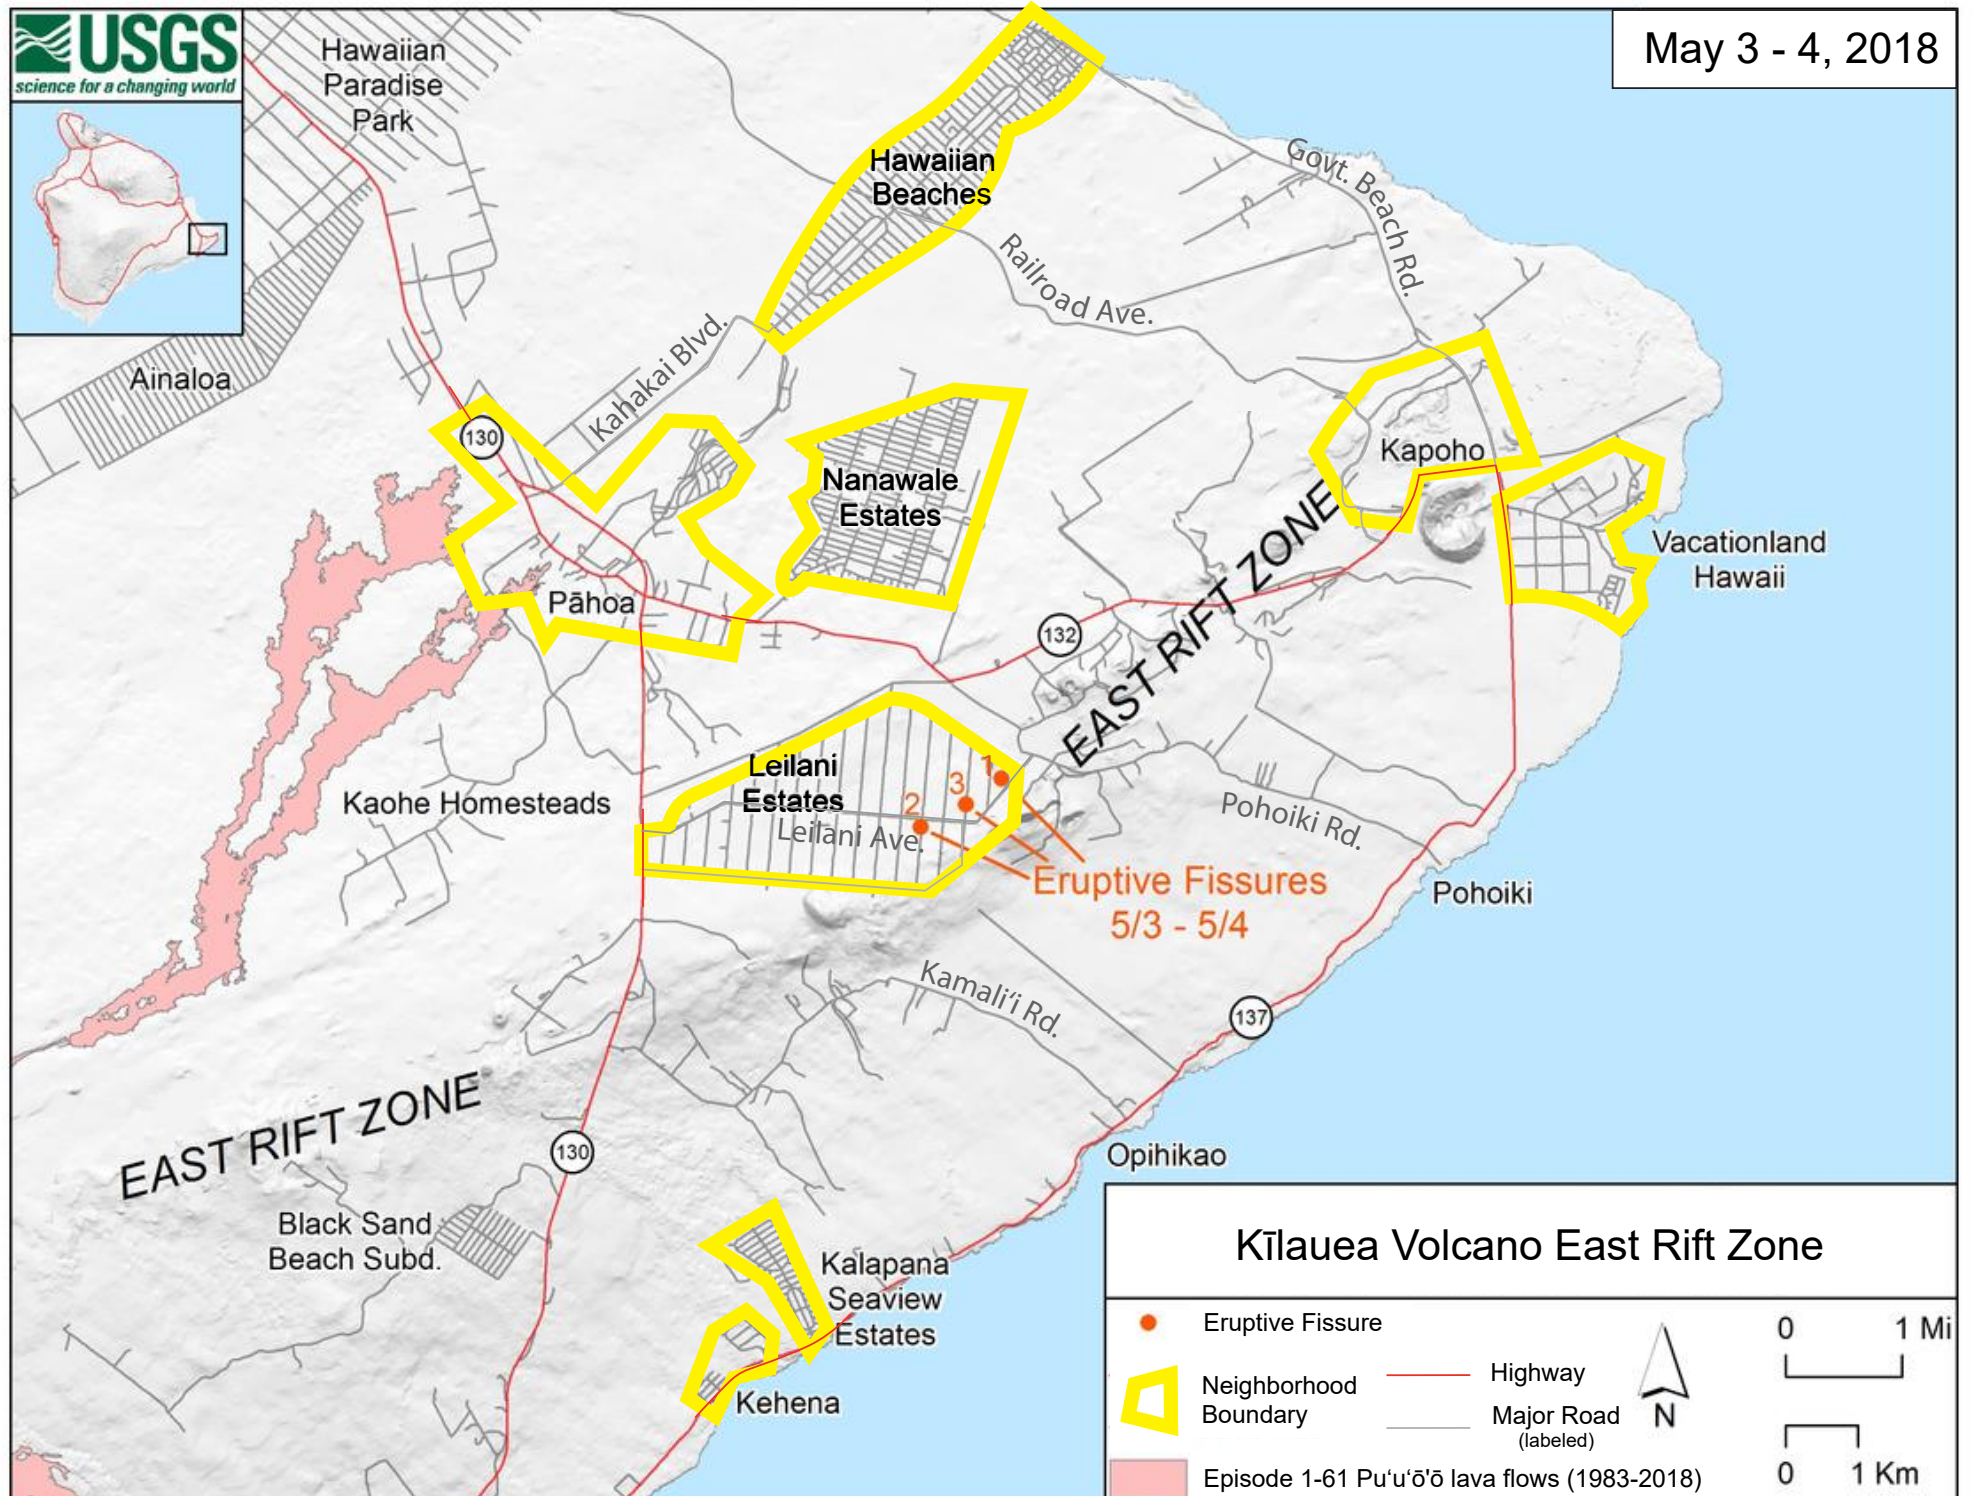 USGS
science for a changing world
May 3 - 4, 2018
Hawaiian
Paradise
Park
Hawaiian
Beaches
Govt. Beach Rd.
Railroad Ave.
Kahakai Blvd.
Ainaloa
130
Kapoho
Nanawale
Estates
Vacationland
Hawaii
Pāhoa
132
EAST RIFT ZONE
Leilani
Estates
Leilani Ave.
1
3
2
Kaohe Homesteads
Pohoiki Rd.
Eruptive Fissures
5/3 - 5/4
Pohoiki
Kamali‘i Rd.
137
EAST RIFT ZONE
130
Opihikao
Black Sand
Beach Subd.
Kalapana
Seaview
Estates
Kehena
Kīlauea Volcano East Rift Zone
Eruptive Fissure
Neighborhood
Boundary
Highway
Major Road
(labeled)
N
0 1 Mi
0 1 Km
Episode 1-61 Pu‘u‘ō'ō lava flows (1983-2018)